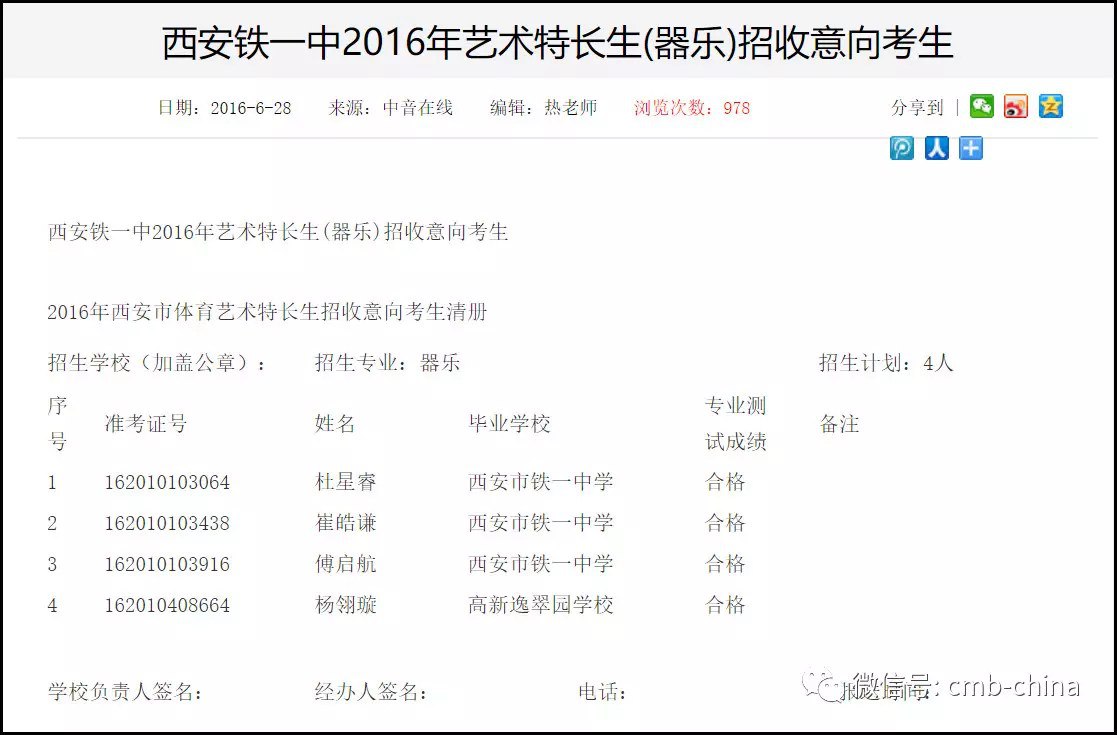 西安铁一中2016年艺术特长生(器乐)招收意向考生
日期：2016-6-28 来源：中音在线 编辑：热老师 浏览次数：978 分享到 |
西安铁一中2016年艺术特长生(器乐)招收意向考生
2016年西安市体育艺术特长生招收意向考生清册
招生学校（加盖公章）： 招生专业：器乐 招生计划：4人
序号 准考证号 姓名 毕业学校 专业测试成绩 备注
1 162010103064 杜星睿 西安市铁一中学 合格
2 162010103438 崔皓谦 西安市铁一中学 合格
3 162010103916 傅启航 西安市铁一中学 合格
4 162010408664 杨翎璇 高新逸翠园学校 合格
学校负责人签名： 经办人签名： 电话：
微信号: cmb-china